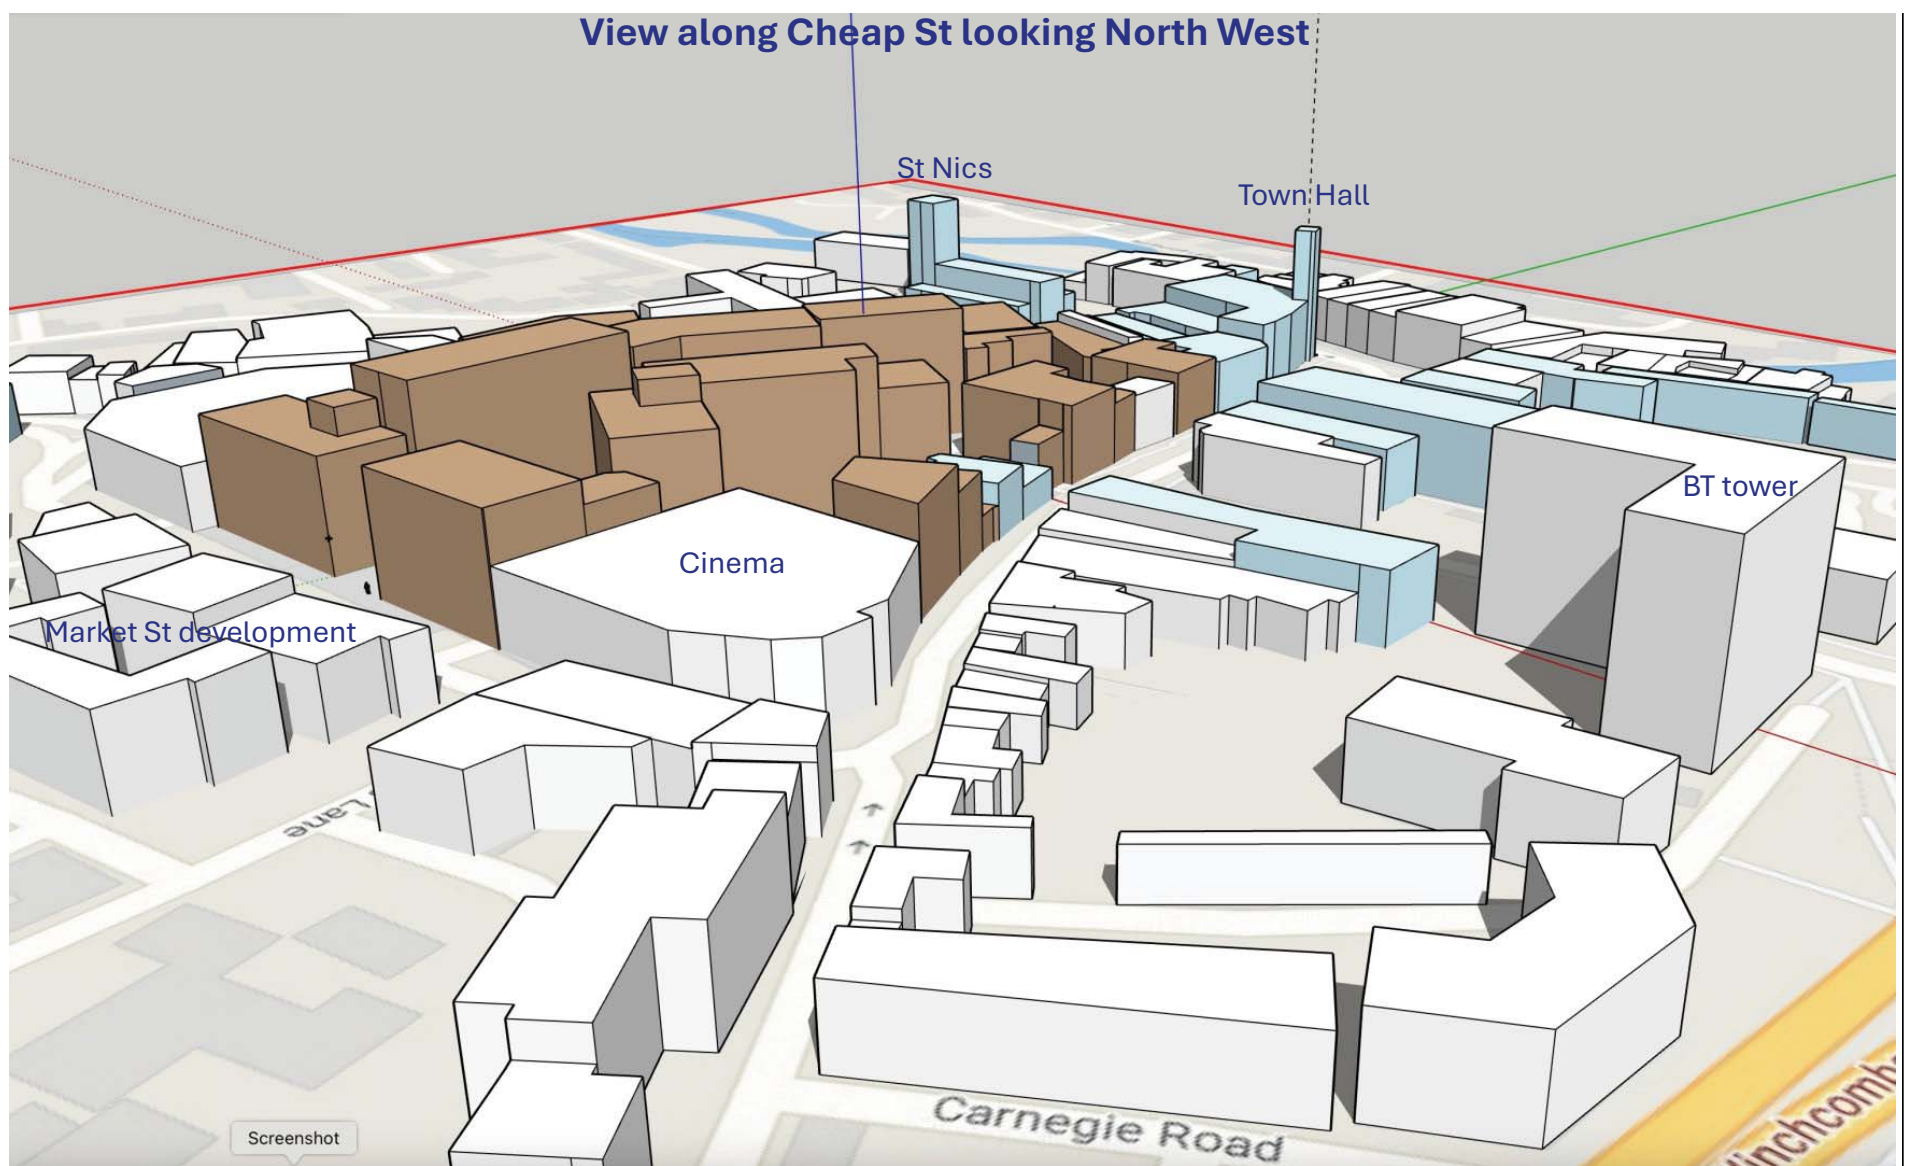 View along Cheap St looking North West
St Nics
Town Hall
BT tower
Cinema
Market St development
Lane
Carnegie Road
Screenshot